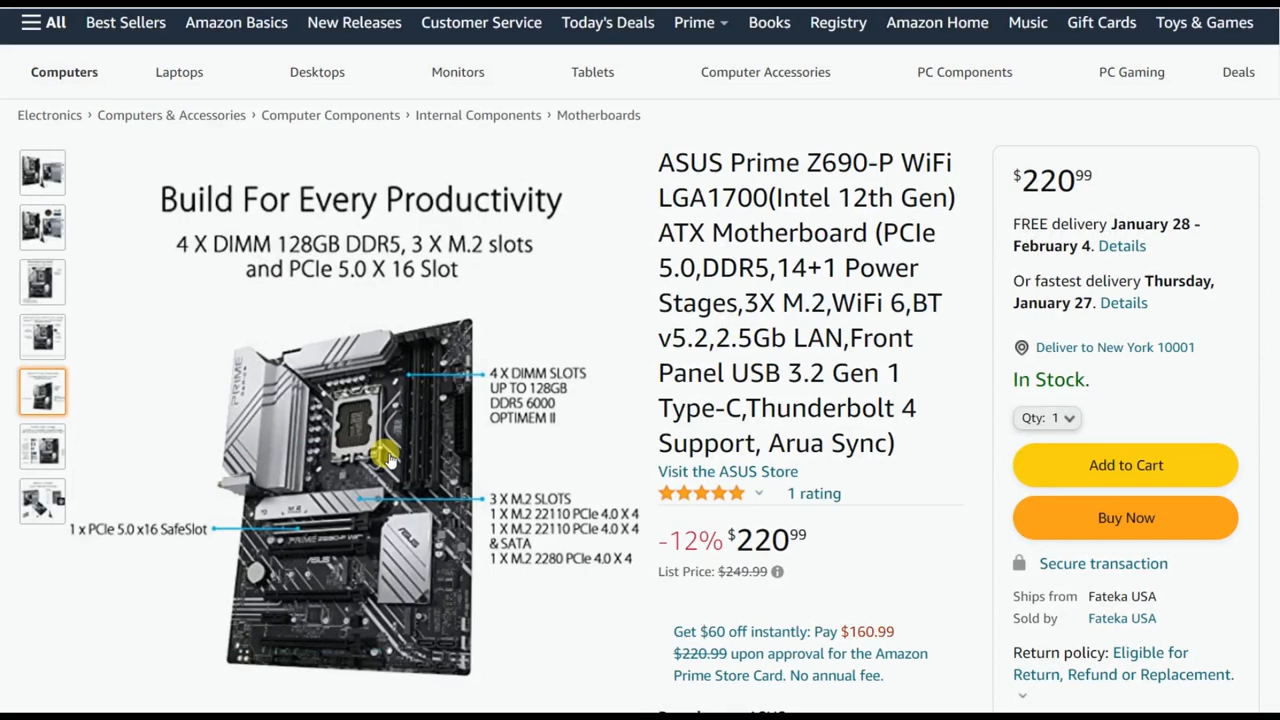 All Best Sellers Amazon Basics New Releases Customer Service Today's Deals Prime Books Registry Amazon Home Music Gift Cards Toys & Games
Computers Laptops Desktops Monitors Tablets Computer Accessories PC Components PC Gaming Deals
Electronics › Computers & Accessories › Computer Components › Internal Components › Motherboards
Build For Every Productivity
4 X DIMM 128GB DDR5, 3 X M.2 slots
and PCIe 5.0 X 16 Slot
4 X DIMM SLOTS
UP TO 128GB
DDR5 6000
OPTIMEM II
3 X M.2 SLOTS
1 X M.2 22110 PCIe 4.0 X 4
1 X M.2 22110 PCIe 4.0 X 4
& SATA
1 X M.2 2280 PCIe 4.0 X 4
1 x PCIe 5.0 x16 SafeSlot
PRIME
M.2
PRIME Z690-P WIFI
ASUS
ASUS
ASUS Prime Z690-P WiFi
LGA1700(Intel 12th Gen)
ATX Motherboard (PCIe
5.0,DDR5,14+1 Power
Stages,3X M.2,WiFi 6,BT
v5.2,2.5Gb LAN,Front
Panel USB 3.2 Gen 1
Type-C,Thunderbolt 4
Support, Arua Sync)
Visit the ASUS Store
1 rating
-12% $220 99
List Price: $249.99
Get $60 off instantly: Pay $160.99
$220.99 upon approval for the Amazon
Prime Store Card. No annual fee.
$220 99
FREE delivery January 28 -
February 4. Details
Or fastest delivery Thursday,
January 27. Details
Deliver to New York 10001
In Stock.
Qty: 1
Add to Cart
Buy Now
Secure transaction
Ships from Fateka USA
Sold by Fateka USA
Return policy: Eligible for
Return, Refund or Replacement.